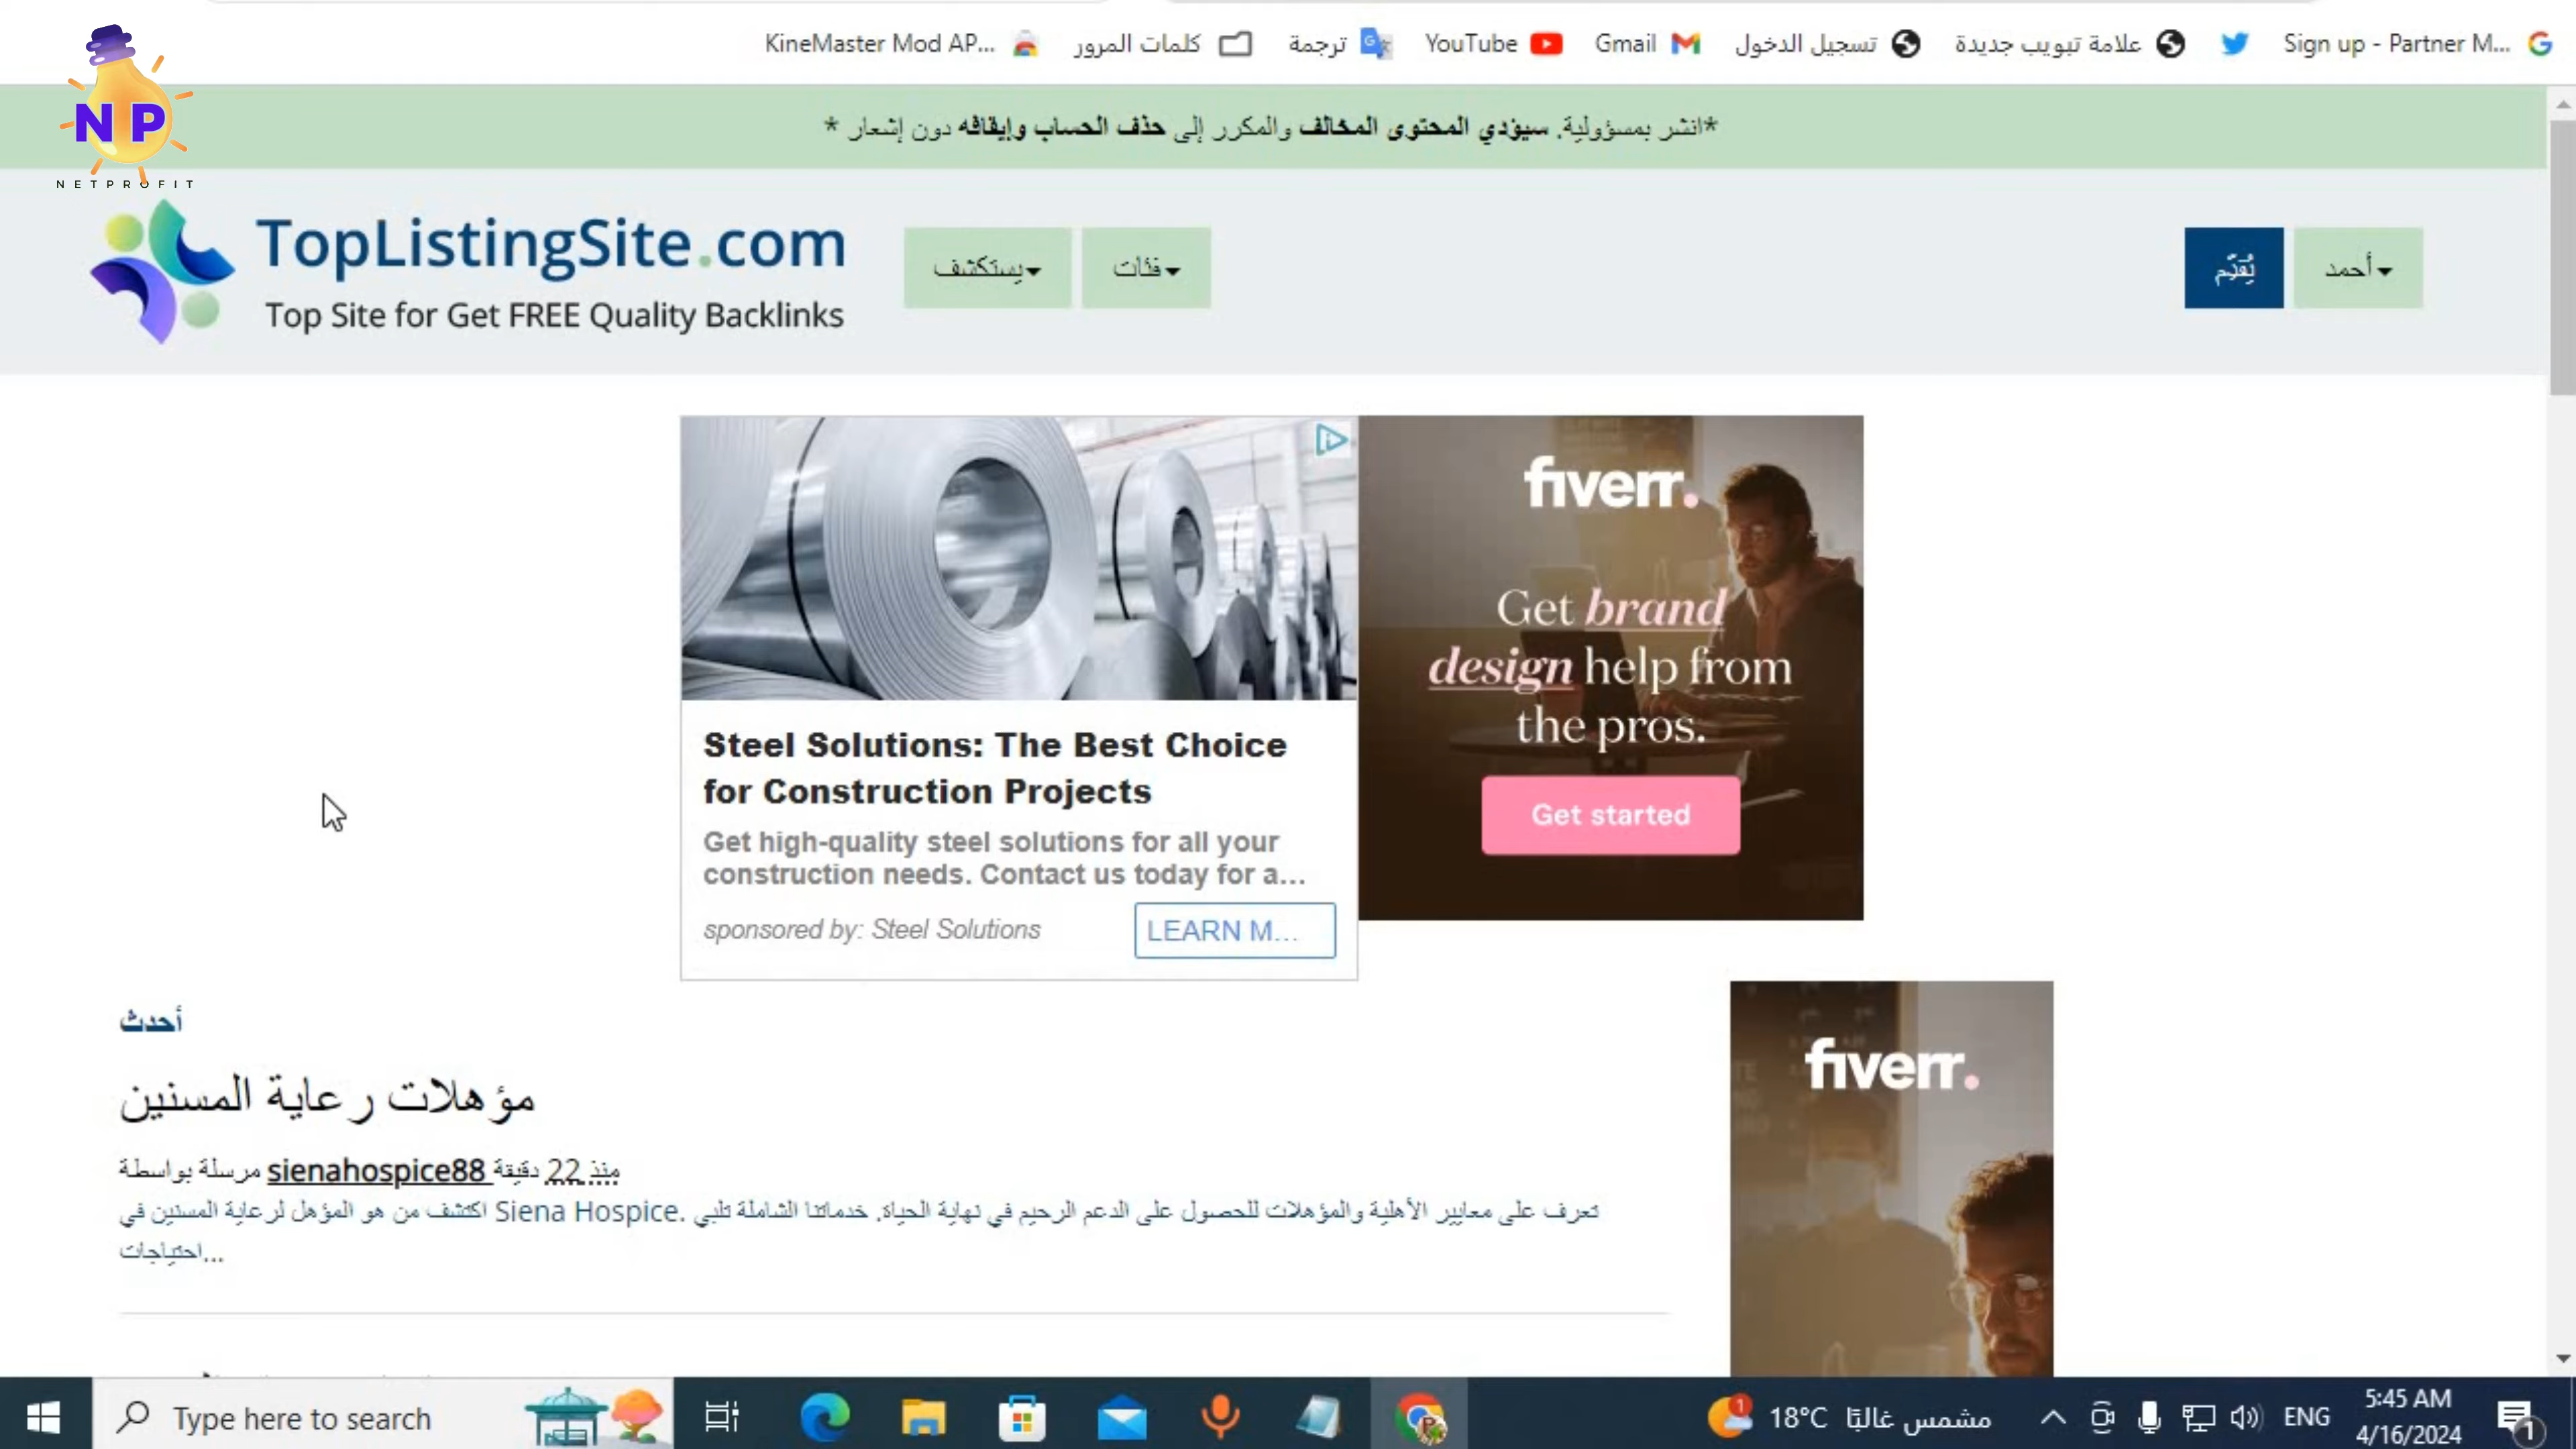 KineMaster Mod AP...
كلمات المرور
ترجمة
YouTube
Gmail
تسجيل الدخول
علامة تبويب جديدة
Sign up - Partner M...
NP
NETPROFIT
*انشر بمسؤولية. سيؤدي المحتوى المخالف والمكرر إلى حذف الحساب وإيقافه دون إشعار *
TopListingSite.com
Top Site for Get FREE Quality Backlinks
يستكشف
فئات
يُقدِّم
أحمد
Steel Solutions: The Best Choice
for Construction Projects
Get high-quality steel solutions for all your
construction needs. Contact us today for a...
sponsored by: Steel Solutions
LEARN M...
fiverr.
Get brand
design help from
the pros.
Get started
أحدث
مؤهلات رعاية المسنين
مرسلة بواسطة sienahospice88 منذ 22 دقيقة
اكتشف من هو المؤهل لرعاية المسنين في Siena Hospice. تعرف على معايير الأهلية والمؤهلات للحصول على الدعم الرحيم في نهاية الحياة. خدماتنا الشاملة تلبي
احتياجات...
fiverr.
Type here to search
1
18°C مشمس غالبًا
ENG
5:45 AM
4/16/2024
1